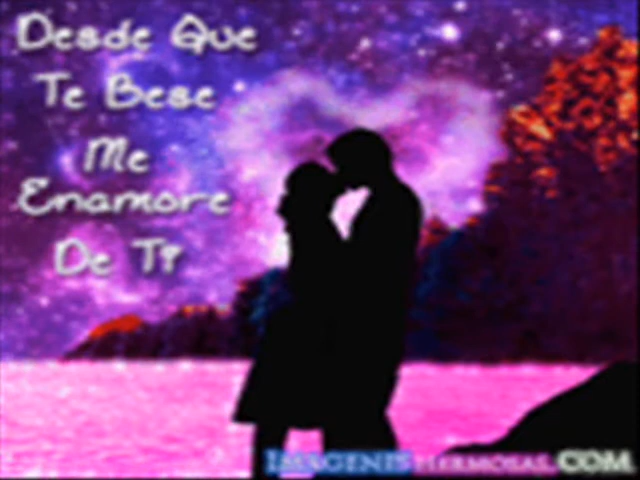 Desde Que
Te Bese
Me
Enamore
De Ti
IMAGENESHERMOSAS.COM